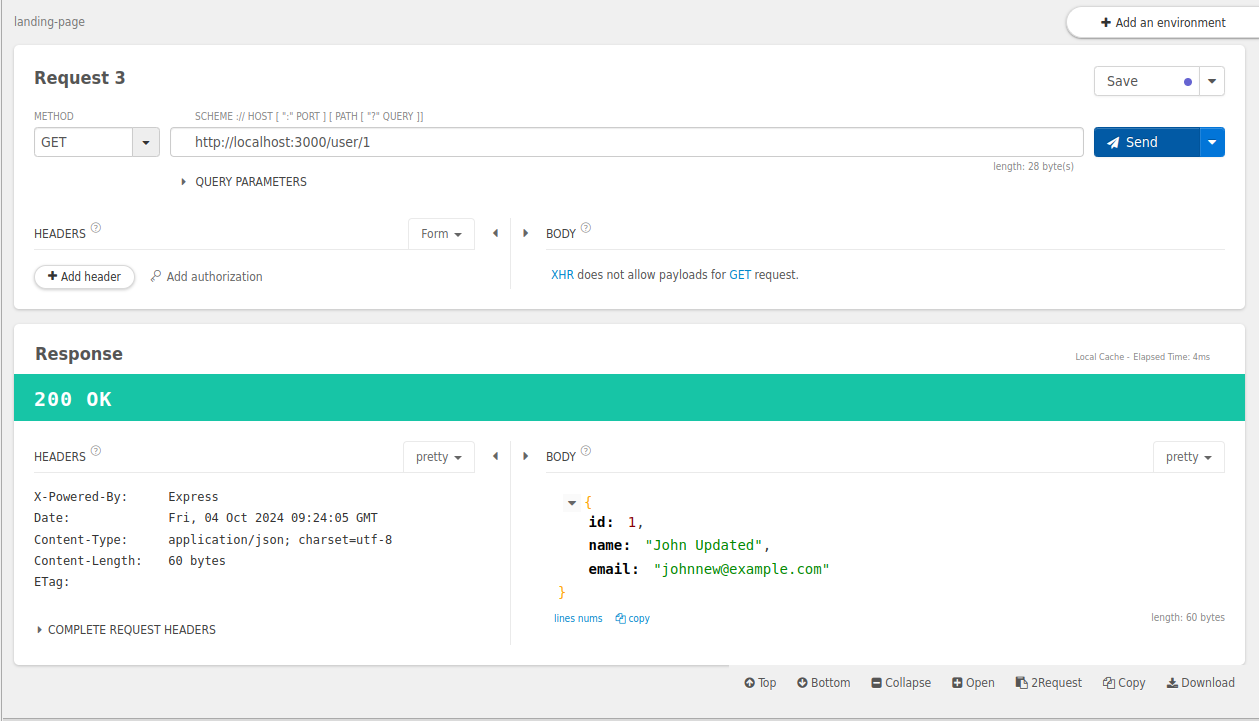 landing-page
Add an environment
Request 3
Save
METHOD
SCHEME :// HOST [ ":" PORT ] [ PATH [ "?" QUERY ]]
GET
http://localhost:3000/user/1
Send
length: 28 byte(s)
QUERY PARAMETERS
HEADERS ?
Form
BODY ?
Add header
Add authorization
XHR does not allow payloads for GET request.
Response
Local Cache - Elapsed Time: 4ms
200 OK
HEADERS ?
pretty
BODY ?
pretty
X-Powered-By: Express
Date: Fri, 04 Oct 2024 09:24:05 GMT
Content-Type: application/json; charset=utf-8
Content-Length: 60 bytes
ETag:
COMPLETE REQUEST HEADERS
{
id: 1,
name: "John Updated",
email: "johnnew@example.com"
}
lines nums
copy
length: 60 bytes
Top
Bottom
Collapse
Open
2Request
Copy
Download